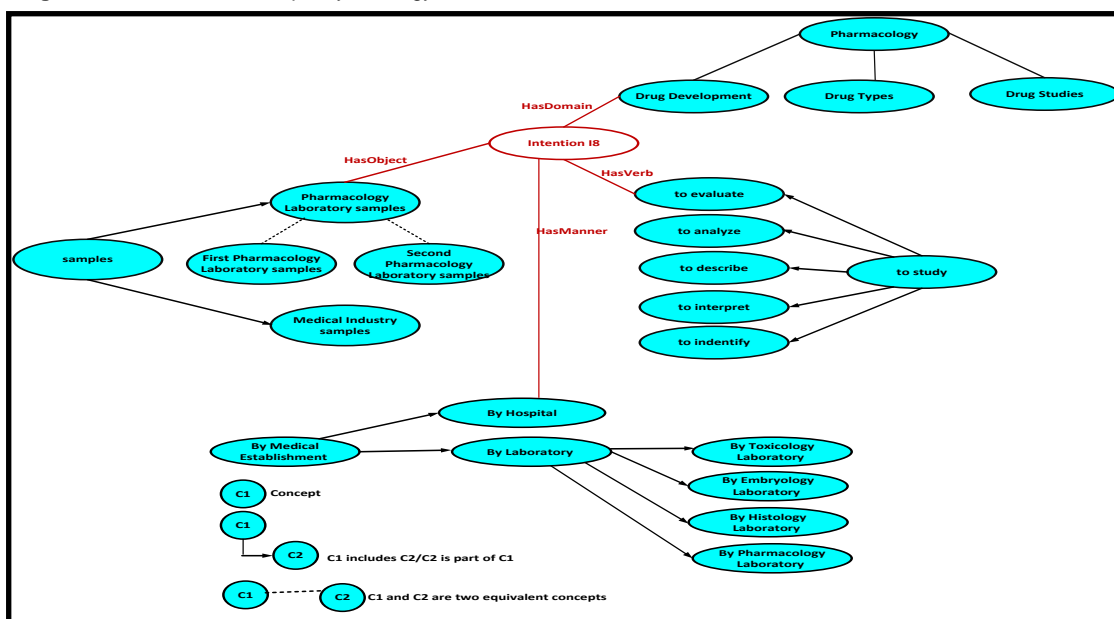 Pharmacology
Drug Development
Drug Types
Drug Studies
HasDomain
Intention I8
HasObject
HasVerb
HasManner
Pharmacology
Laboratory samples
samples
First Pharmacology
Laboratory samples
Second
Pharmacology
Laboratory samples
Medical Industry
samples
to evaluate
to analyze
to describe
to interpret
to indentify
to study
By Hospital
By Medical
Establishment
By Laboratory
By Toxicology
Laboratory
By Embryology
Laboratory
By Histology
Laboratory
By Pharmacology
Laboratory
C1 Concept
C1
C2 C1 includes C2/C2 is part of C1
C1 C2 C1 and C2 are two equivalent concepts